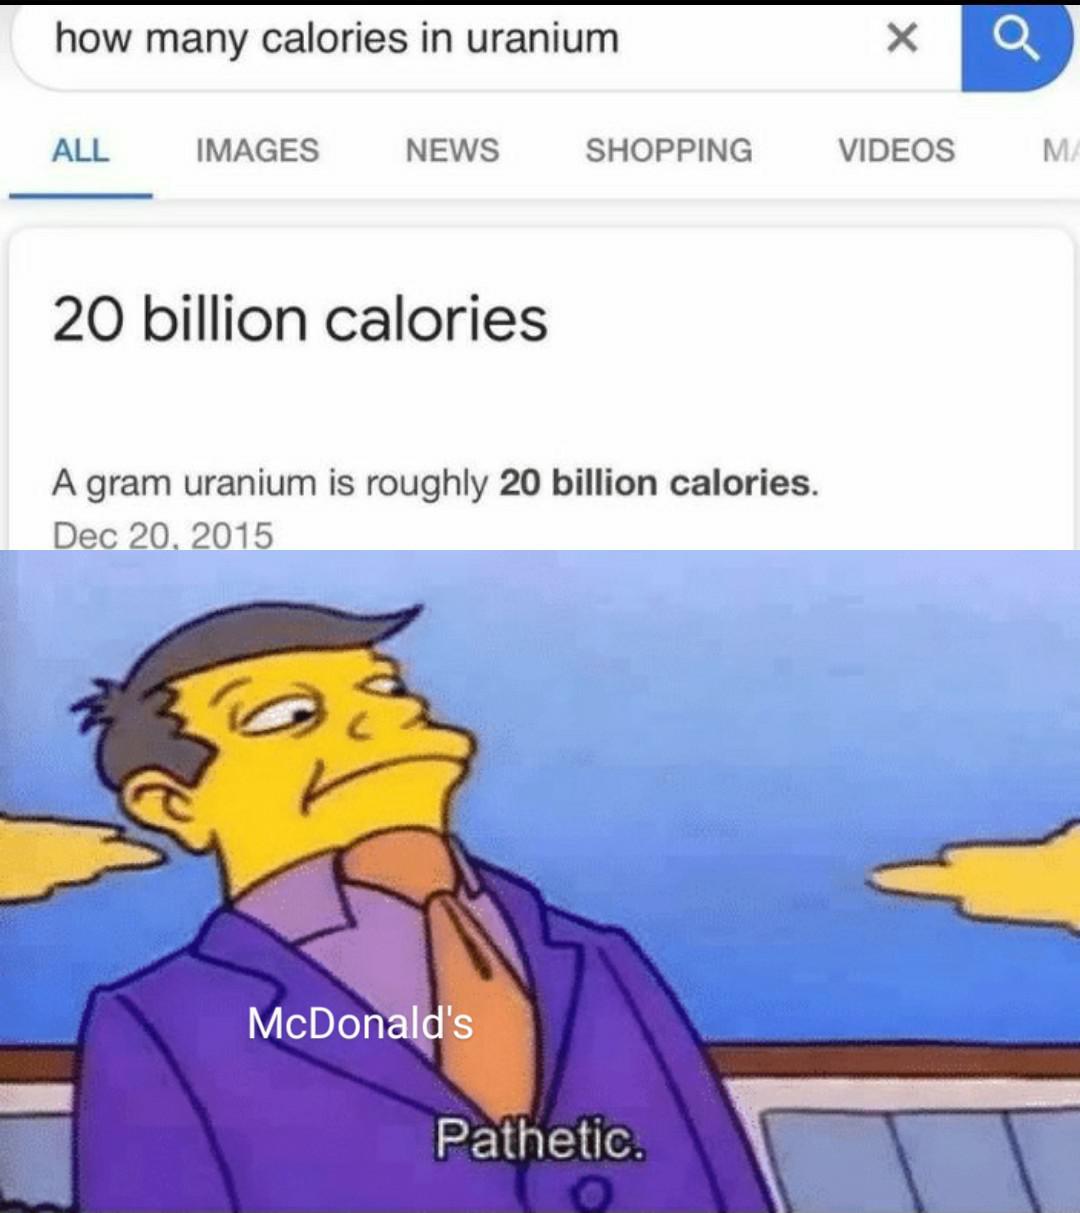 how many calories in uranium
ALL IMAGES NEWS SHOPPING VIDEOS MA
20 billion calories
A gram uranium is roughly 20 billion calories.
Dec 20, 2015
McDonald's
Pathetic.